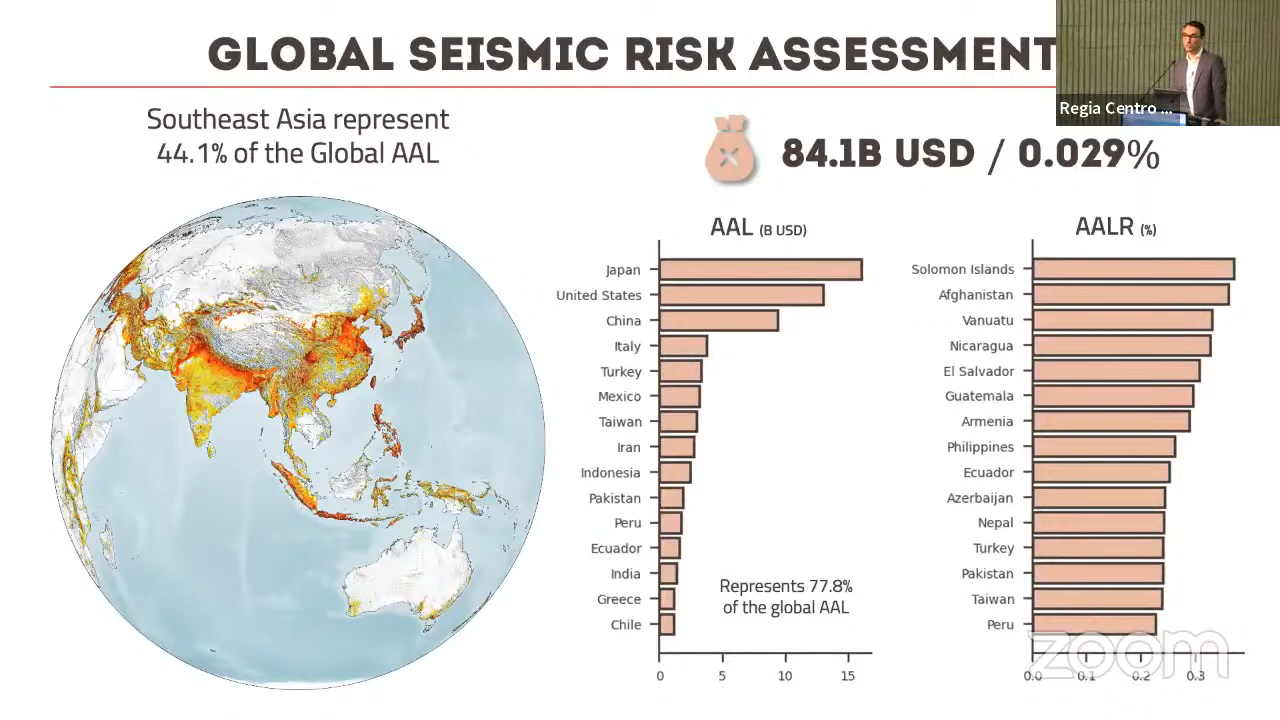 GLOBAL SEISMIC RISK ASSESSMENT
Regia Centro ...
Southeast Asia represent
44.1% of the Global AAL
84.1B USD / 0.029%
AAL (B USD)
Japan
United States
China
Italy
Turkey
Mexico
Taiwan
Iran
Indonesia
Pakistan
Peru
Ecuador
India
Greece
Chile
Represents 77.8%
of the global AAL
0 5 10 15
AALR (%)
Solomon Islands
Afghanistan
Vanuatu
Nicaragua
El Salvador
Guatemala
Armenia
Philippines
Ecuador
Azerbaijan
Nepal
Turkey
Pakistan
Taiwan
Peru
0.0 0.1 0.2 0.3
zoom